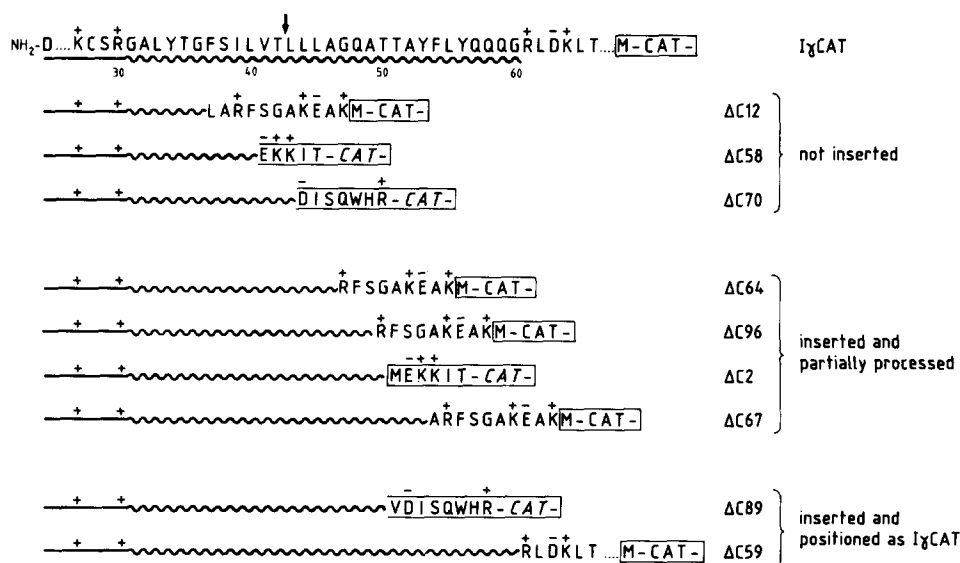 + + + - +
NH₂-D....KCSRGALYTGFSILVTLLLAGQATTAYFLYQQQGRLDKLT....M-CAT- IγCAT
30 40 50 60
+ + + + - +
LARFSGAKEAKM-CAT- ΔC12
+ + - + +
EKKIT-CAT- ΔC58
not inserted
+ + - +
DISQWHR-CAT- ΔC70
+ + + + - +
RFSGAKEAKM-CAT- ΔC64
+ + + + - +
RFSGAKEAKM-CAT- ΔC96
inserted and
partially processed
+ + - + +
MEKKIT-CAT- ΔC2
+ + + + - +
ARFSGAKEAKM-CAT- ΔC67
+ + - +
VDISQWHR-CAT- ΔC89
inserted and
positioned as IγCAT
+ + + - +
RLDKLT....M-CAT- ΔC59